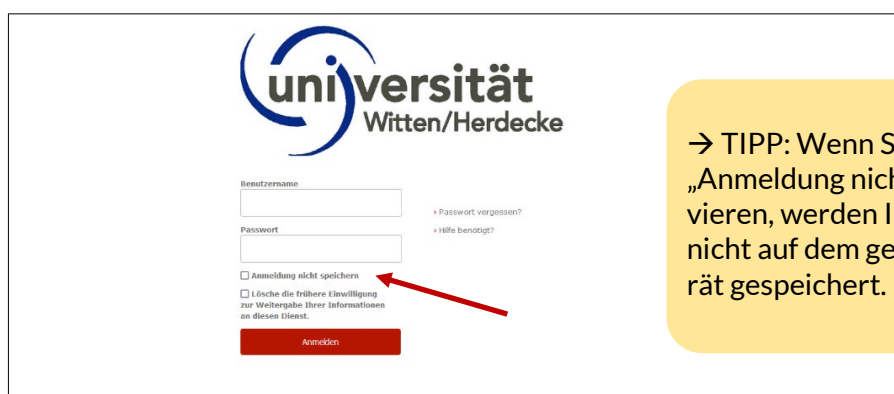 universität
Witten/Herdecke
Benutzername
Passwort vergessen?
Passwort
Hilfe benötigt?
Anmeldung nicht speichern
Lösche die frühere Einwilligung
zur Weitergabe Ihrer Informationen
an diesen Dienst.
Anmelden
→ TIPP: Wenn S
„Anmeldung nich
vieren, werden I
nicht auf dem ge
rät gespeichert.